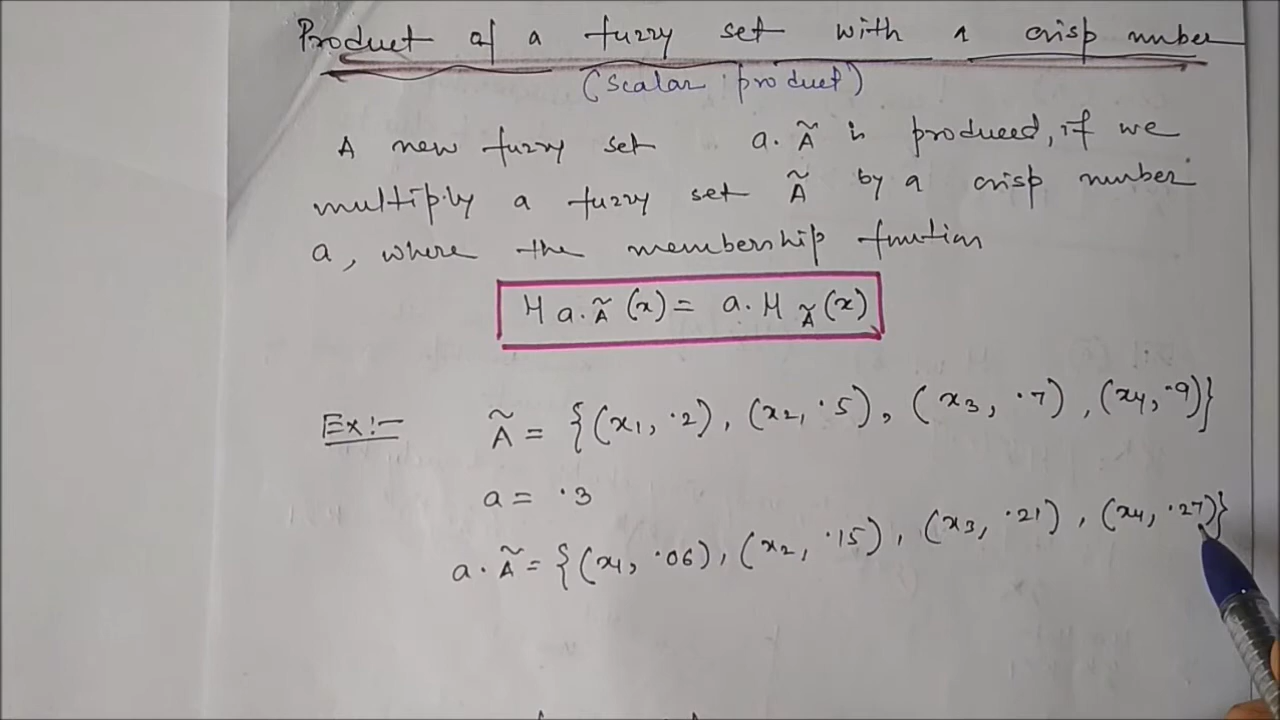 Product of a fuzzy set with a crisp number
(scalar product)
A new fuzzy set a.Ã is produced, if we
multiply a fuzzy set Ã by a crisp number
a, where the membership function
μ a.Ã (x) = a.μ Ã (x)
Ex:- Ã = {(x₁, .2), (x₂, .5), (x₃, .7), (x₄, .9)}
a = .3
a.Ã = {(x₁, .06), (x₂, .15), (x₃, .21), (x₄, .27)}